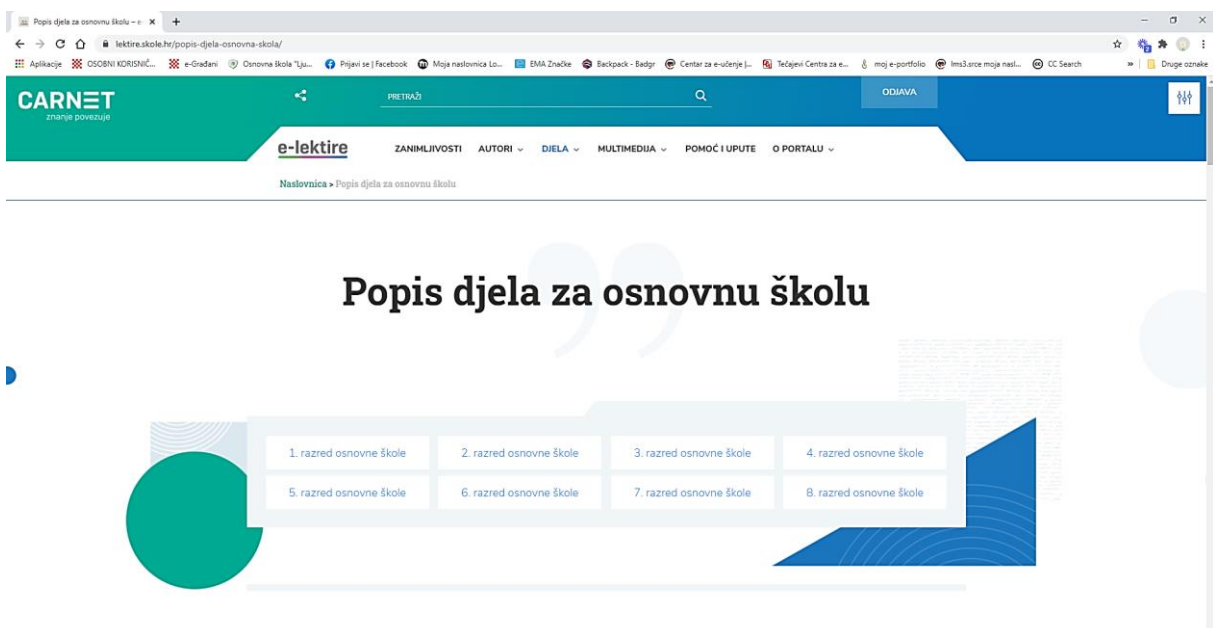 Popis djela za osnovnu školu – e-
lektire.skole.hr/popis-djela-osnovna-skola/
Aplikacije OSOBNI KORISNIČ... e-Građani Osnovna škola "Lju... Prijavi se | Facebook Moja naslovnica Lo... EMA Značke Backpack - Badgr Centar za e-učenje |... Tečajevi Centra za e... moj e-portfolio lms3.srce moja nasl... CC Search » Druge oznake
CARNET
znanje povezuje
PRETRAŽI
ODJAVA
e-lektire ZANIMLJIVOSTI AUTORI DJELA MULTIMEDIJA POMOĆ I UPUTE O PORTALU
Naslovnica » Popis djela za osnovnu školu
Popis djela za osnovnu školu
1. razred osnovne škole 2. razred osnovne škole 3. razred osnovne škole 4. razred osnovne škole
5. razred osnovne škole 6. razred osnovne škole 7. razred osnovne škole 8. razred osnovne škole